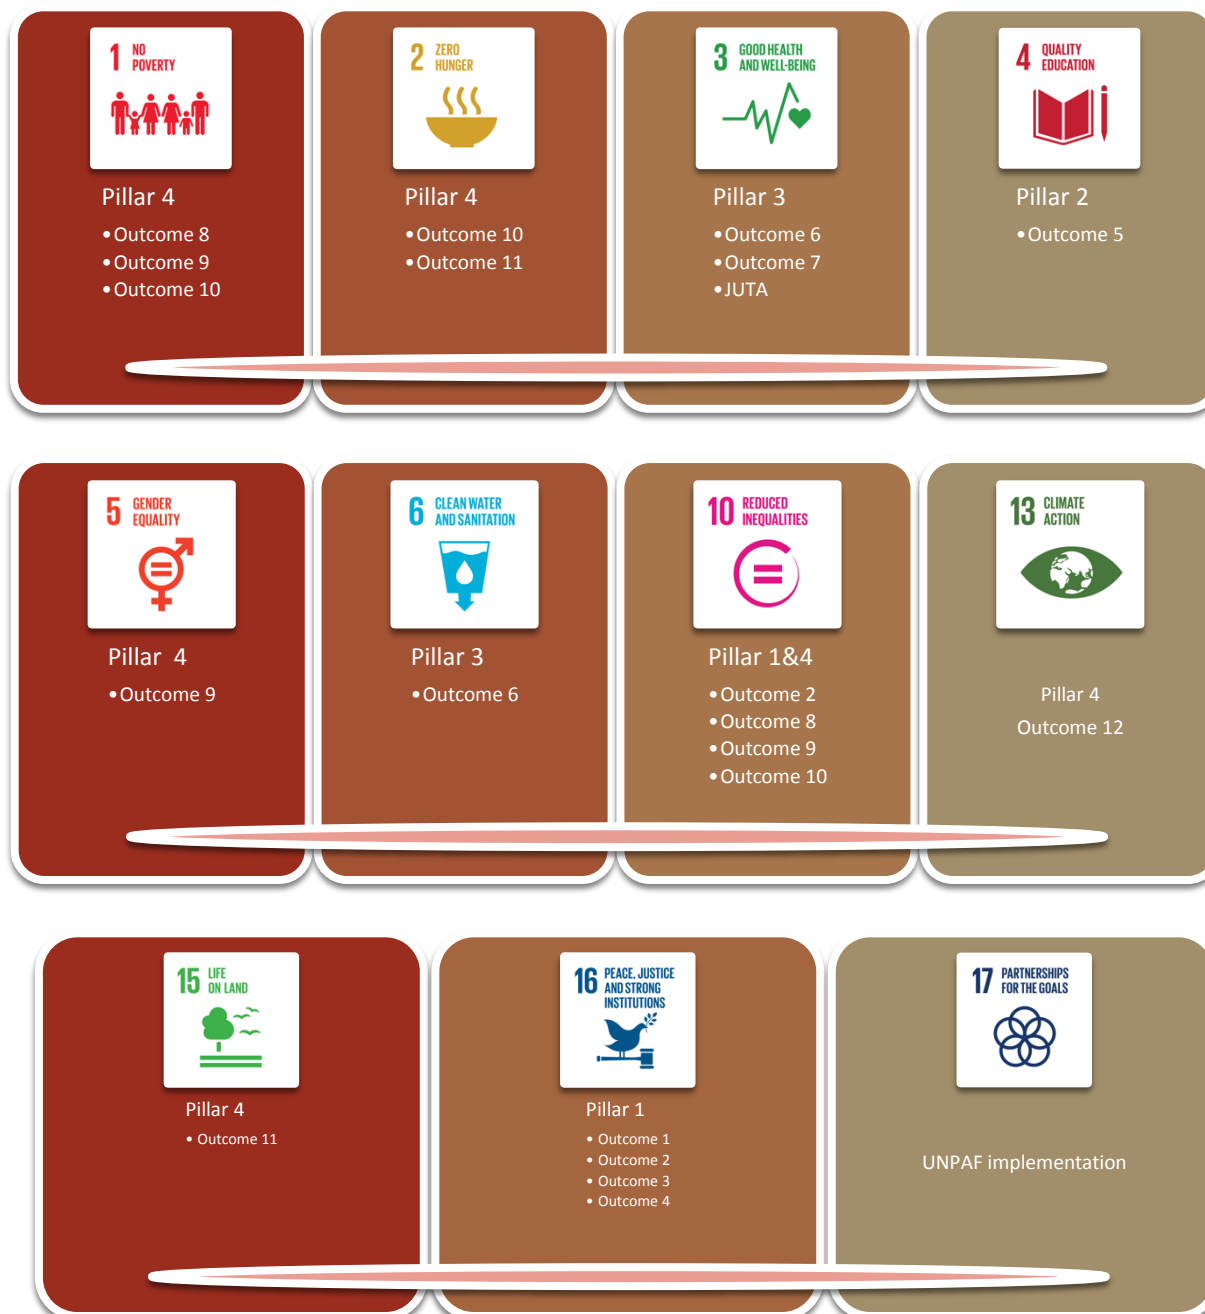 1 NO
POVERTY
Pillar 4
•Outcome 8
•Outcome 9
•Outcome 10
2 ZERO
HUNGER
Pillar 4
•Outcome 10
•Outcome 11
3 GOOD HEALTH
AND WELL-BEING
Pillar 3
•Outcome 6
•Outcome 7
•JUTA
4 QUALITY
EDUCATION
Pillar 2
•Outcome 5
5 GENDER
EQUALITY
Pillar 4
•Outcome 9
6 CLEAN WATER
AND SANITATION
Pillar 3
•Outcome 6
10 REDUCED
INEQUALITIES
Pillar 1&4
•Outcome 2
•Outcome 8
•Outcome 9
•Outcome 10
13 CLIMATE
ACTION
Pillar 4
Outcome 12
15 LIFE
ON LAND
Pillar 4
• Outcome 11
16 PEACE, JUSTICE
AND STRONG
INSTITUTIONS
Pillar 1
• Outcome 1
• Outcome 2
• Outcome 3
• Outcome 4
17 PARTNERSHIPS
FOR THE GOALS
UNPAF implementation